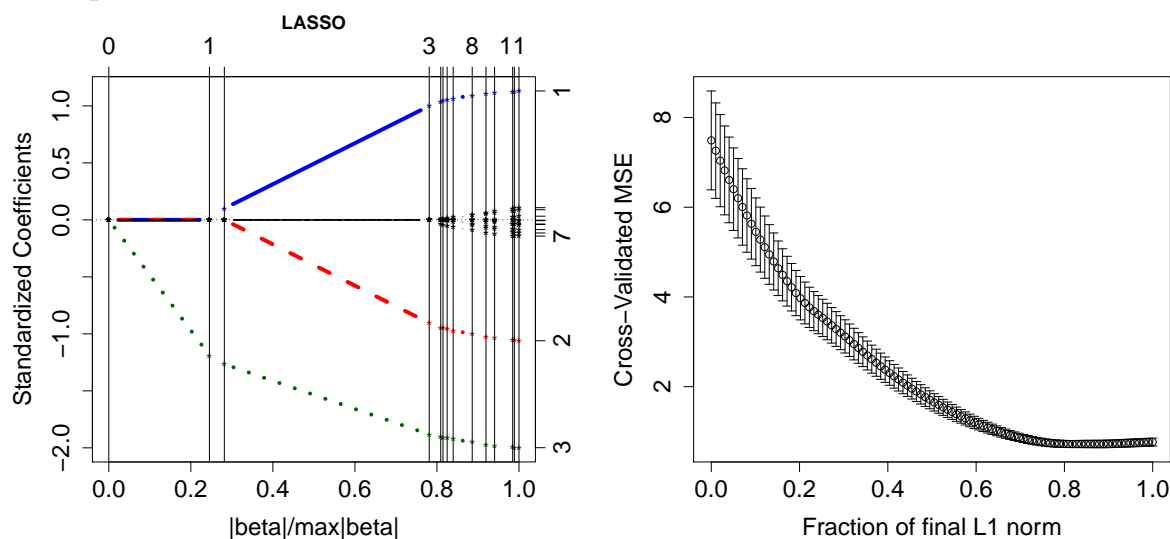 LASSO
0 1 3 8 11
Standardized Coefficients
1.0
0.5
0.0
−1.0
−2.0
1
7
2
3
0.0 0.2 0.4 0.6 0.8 1.0
|beta|/max|beta|
Cross−Validated MSE
8
6
4
2
0.0 0.2 0.4 0.6 0.8 1.0
Fraction of final L1 norm